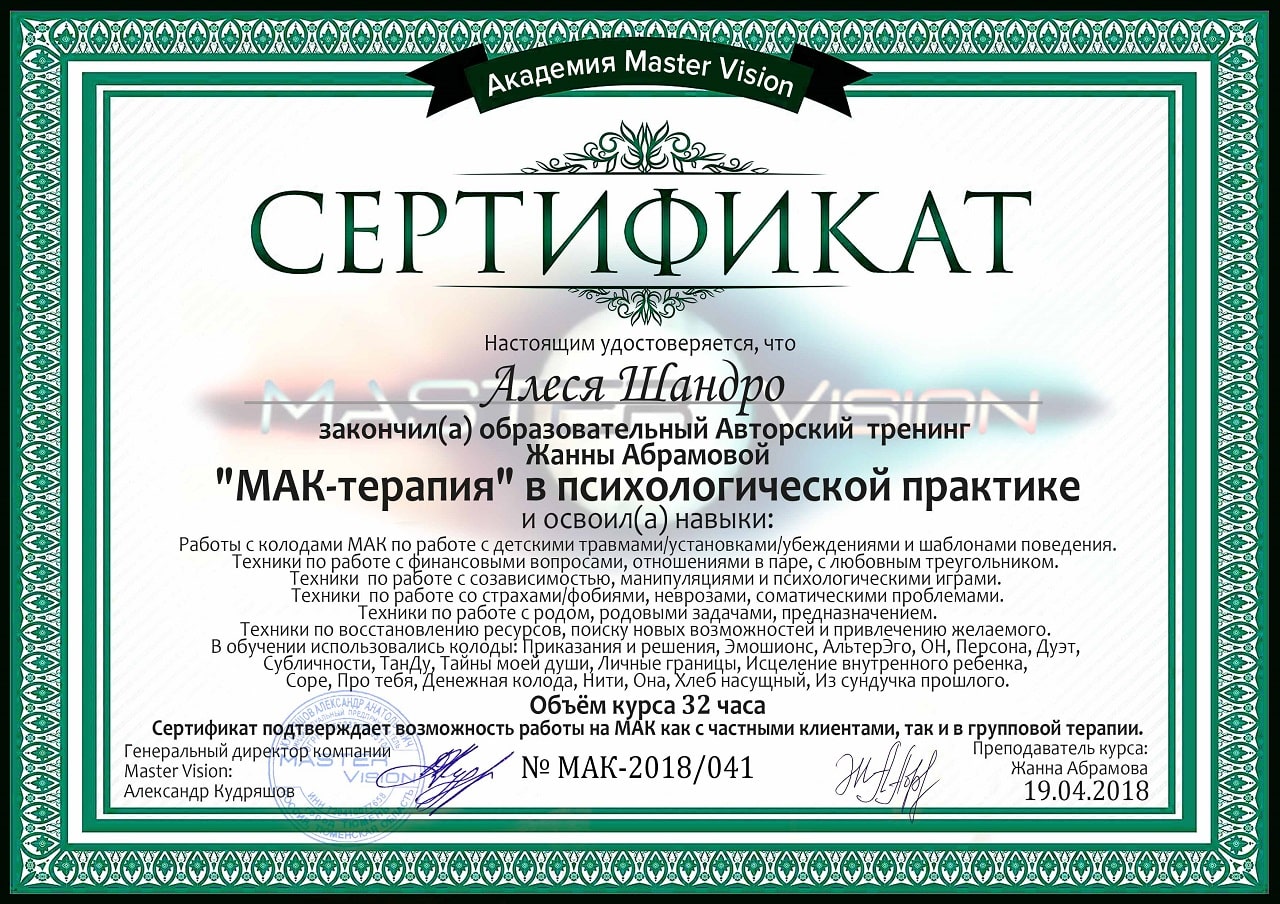 Академия Master Vision
СЕРТИФИКАТ
Настоящим удостоверяется, что
Алеся Шандро
MASTER VISION
закончил(а) образовательный Авторский тренинг
Жанны Абрамовой
"МАК-терапия" в психологической практике
и освоил(а) навыки:
Работы с колодами МАК по работе с детскими травмами/установками/убеждениями и шаблонами поведения.
Техники по работе с финансовыми вопросами, отношениями в паре, с любовным треугольником.
Техники по работе с созависимостью, манипуляциями и психологическими играми.
Техники по работе со страхами/фобиями, неврозами, соматическими проблемами.
Техники по работе с родом, родовыми задачами, предназначением.
Техники по восстановлению ресурсов, поиску новых возможностей и привлечению желаемого.
В обучении использовались колоды: Приказания и решения, Эмошионс, АльтерЭго, ОН, Персона, Дуэт,
Субличности, ТанДу, Тайны моей души, Личные границы, Исцеление внутреннего ребенка,
Соре, Про тебя, Денежная колода, Нити, Она, Хлеб насущный, Из сундучка прошлого.
Объём курса 32 часа
Сертификат подтверждает возможность работы на МАК как с частными клиентами, так и в групповой терапии.
Генеральный директор компании
Master Vision:
Александр Кудряшов
MASTER
VISION
№ МАК-2018/041
Преподаватель курса:
Жанна Абрамова
19.04.2018